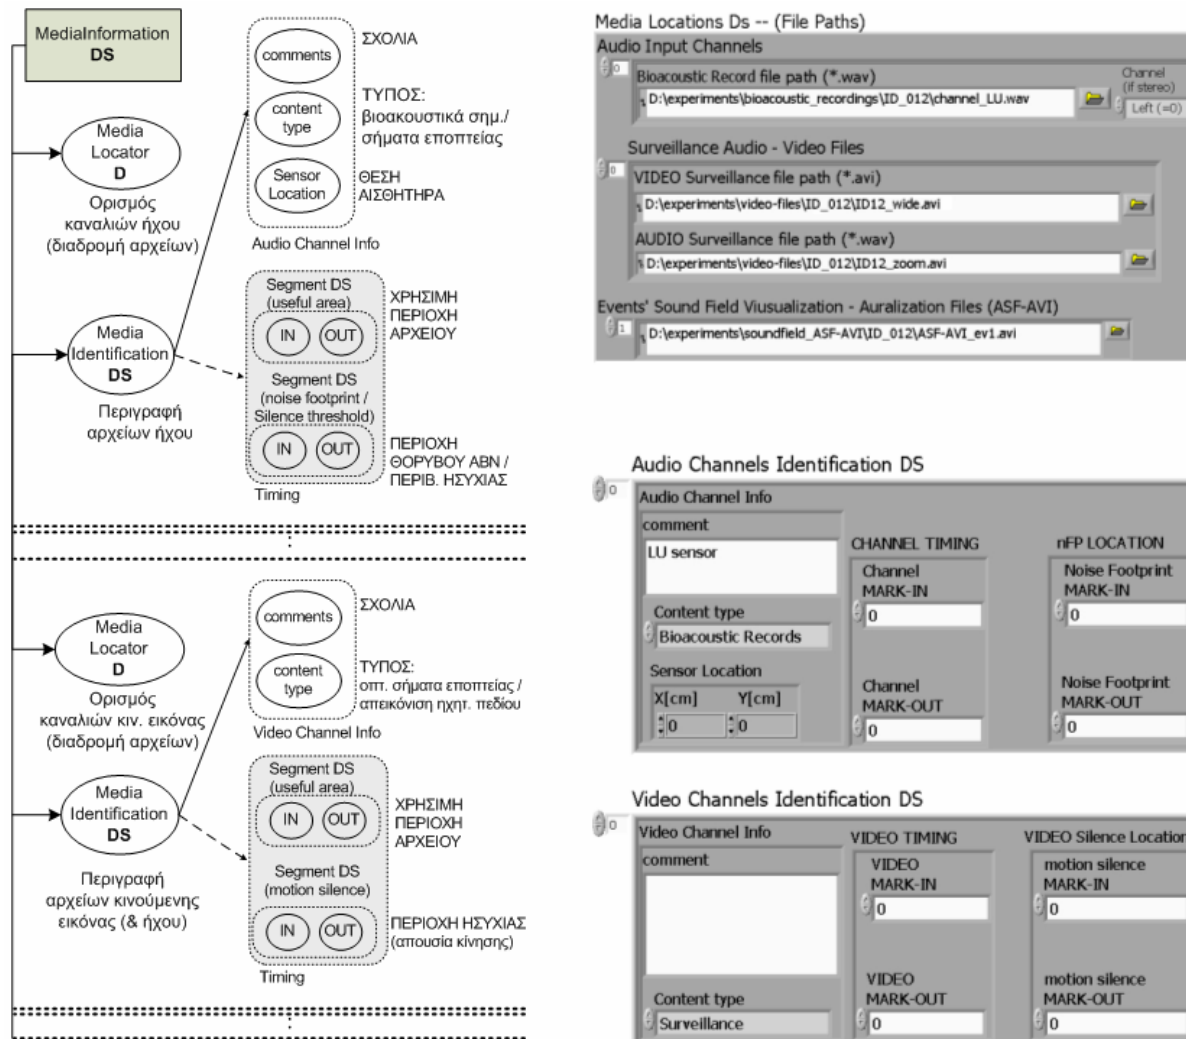 MediaInformation
DS
Media
Locator
D
Ορισμός
καναλιών ήχου
(διαδρομή αρχείων)
Media
Identification
DS
Περιγραφή
αρχείων ήχου
comments
ΣΧΟΛΙΑ
content
type
ΤΥΠΟΣ:
βιοακουστικά σημ./
σήματα εποπτείας
Sensor
Location
ΘΕΣΗ
ΑΙΣΘΗΤΗΡΑ
Audio Channel Info
Segment DS
(useful area)
IN
OUT
ΧΡΗΣΙΜΗ
ΠΕΡΙΟΧΗ
ΑΡΧΕΙΟΥ
Segment DS
(noise footprint /
Silence threshold)
IN
OUT
ΠΕΡΙΟΧΗ
ΘΟΡΥΒΟΥ ΑΒΝ /
ΠΕΡΙΒ. ΗΣΥΧΙΑΣ
Timing
Media
Locator
D
Ορισμός
καναλιών κιν. εικόνας
(διαδρομή αρχείων)
Media
Identification
DS
Περιγραφή
αρχείων κινούμενης
εικόνας (& ήχου)
comments
ΣΧΟΛΙΑ
content
type
ΤΥΠΟΣ:
οπτ. σήματα εποπτείας /
απεικόνιση ηχητ. πεδίου
Video Channel Info
Segment DS
(useful area)
IN
OUT
ΧΡΗΣΙΜΗ
ΠΕΡΙΟΧΗ
ΑΡΧΕΙΟΥ
Segment DS
(motion silence)
IN
OUT
ΠΕΡΙΟΧΗ ΗΣΥΧΙΑΣ
(απουσία κίνησης)
Timing
Media Locations Ds -- (File Paths)
Audio Input Channels
0
Bioacoustic Record file path (*.wav)
D:\experiments\bioacoustic_recordings\ID_012\channel_LU.wav
Channel
(if stereo)
Left (=0)
Surveillance Audio - Video Files
0
VIDEO Surveillance file path (*.avi)
D:\experiments\video-files\ID_012\ID12_wide.avi
AUDIO Surveillance file path (*.wav)
D:\experiments\video-files\ID_012\ID12_zoom.avi
Events' Sound Field Viusualization - Auralization Files (ASF-AVI)
1
D:\experiments\soundfield_ASF-AVI\ID_012\ASF-AVI_ev1.avi
Audio Channels Identification DS
0
Audio Channel Info
comment
LU sensor
Content type
Bioacoustic Records
Sensor Location
X[cm] Y[cm]
0 0
CHANNEL TIMING
Channel
MARK-IN
0
Channel
MARK-OUT
0
nFP LOCATION
Noise Footprint
MARK-IN
0
Noise Footprint
MARK-OUT
0
Video Channels Identification DS
0
Video Channel Info
comment
Content type
Surveillance
VIDEO TIMING
VIDEO
MARK-IN
0
VIDEO
MARK-OUT
0
VIDEO Silence Location
motion silence
MARK-IN
0
motion silence
MARK-OUT
0